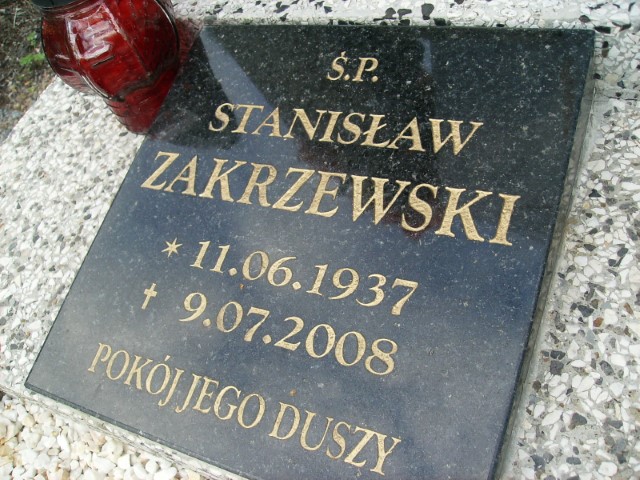 Ś.P.
STANISŁAW
ZAKRZEWSKI
* 11.06.1937
✝ 9.07.2008
POKÓJ JEGO DUSZY